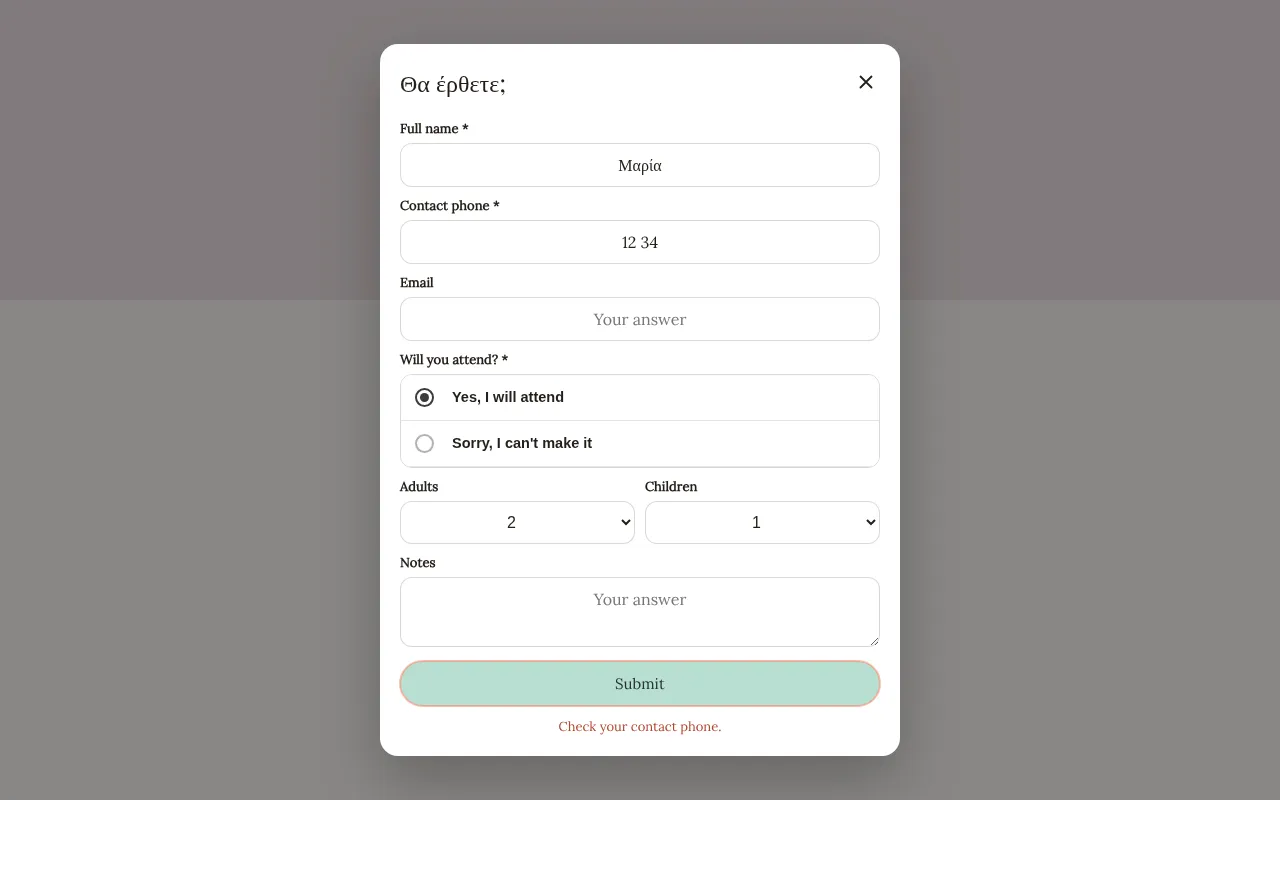 Θα έρθετε;
Full name *
Μαρία
Contact phone *
12 34
Email
Your answer
Will you attend? *
Yes, I will attend
Sorry, I can't make it
Adults
Children
2
1
Notes
Your answer
Submit
Check your contact phone.